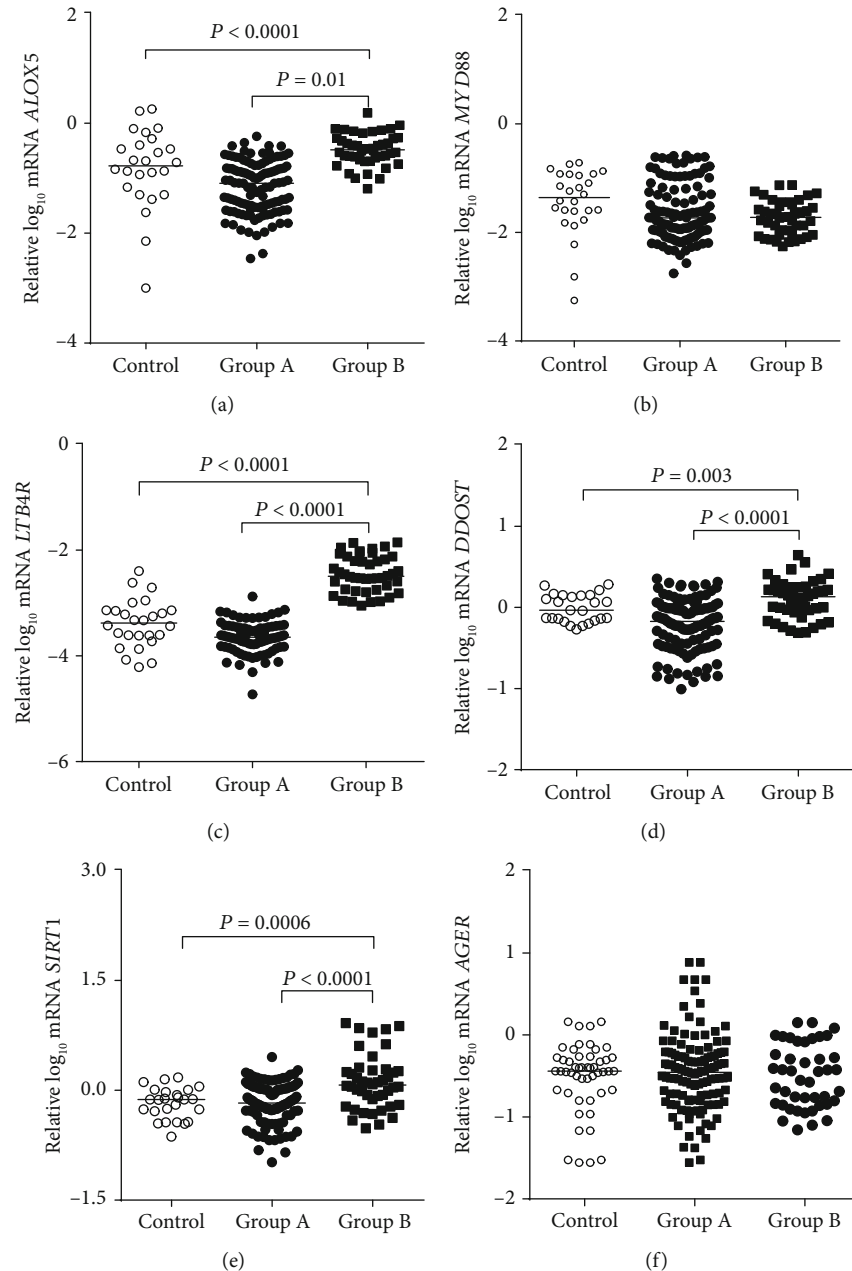 2
0
–2
–4
Relative log10 mRNA ALOX5
P < 0.0001
P = 0.01
Control Group A Group B
(a)
2
1
0
–2
–4
Relative log10 mRNA MYD88
Control Group A Group B
(b)
0
–2
–4
–6
Relative log10 mRNA LTB4R
P < 0.0001
P < 0.0001
Control Group A Group B
(c)
2
1
0
–1
–2
Relative log10 mRNA DDOST
P = 0.003
P < 0.0001
Control Group A Group B
(d)
3.0
1.5
0.0
–1.5
Relative log10 mRNA SIRT1
P = 0.0006
P < 0.0001
Control Group A Group B
(e)
2
1
–0
–1
–2
Relative log10 mRNA AGER
Control Group A Group B
(f)